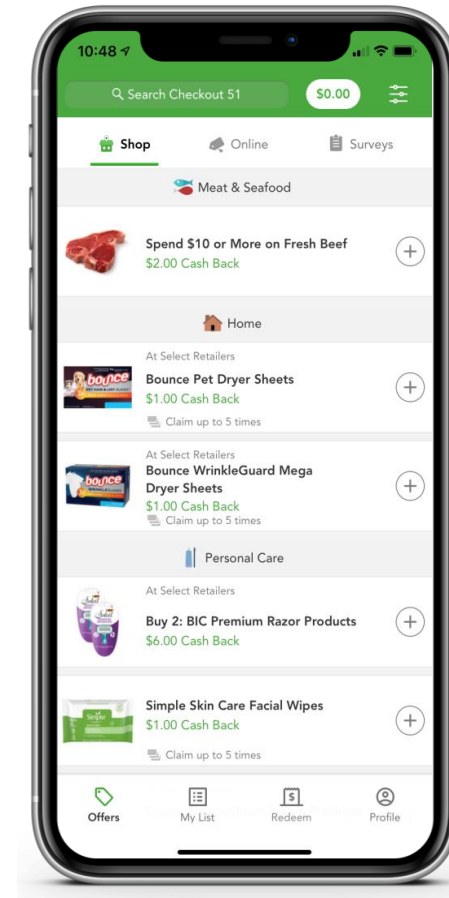 10:48
Search Checkout 51
$0.00
Shop
Online
Surveys
Meat & Seafood
Spend $10 or More on Fresh Beef
$2.00 Cash Back
Home
At Select Retailers
bounce
Bounce Pet Dryer Sheets
$1.00 Cash Back
Claim up to 5 times
At Select Retailers
bounce
Bounce WrinkleGuard Mega
Dryer Sheets
$1.00 Cash Back
Claim up to 5 times
Personal Care
At Select Retailers
Buy 2: BIC Premium Razor Products
$6.00 Cash Back
Simple
Simple Skin Care Facial Wipes
$1.00 Cash Back
Claim up to 5 times
Offers
My List
$
Redeem
Profile